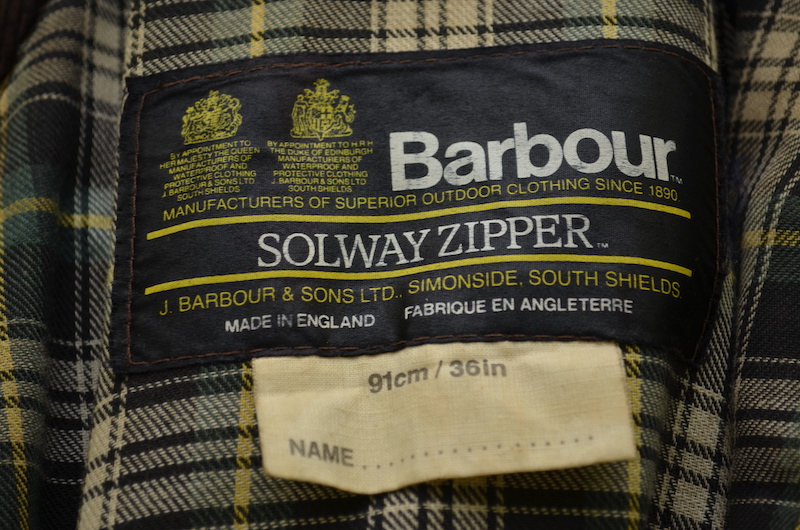 BY APPOINTMENT TO
HER MAJESTY THE QUEEN
MANUFACTURERS OF
WATERPROOF AND
PROTECTIVE CLOTHING
J. BARBOUR & SONS LTD
SOUTH SHIELDS
BY APPOINTMENT TO H.R.H
THE DUKE OF EDINBURGH
MANUFACTURERS OF
WATERPROOF AND
PROTECTIVE CLOTHING
J. BARBOUR & SONS LTD
SOUTH SHIELDS
Barbour™
MANUFACTURERS OF SUPERIOR OUTDOOR CLOTHING SINCE 1890.
SOLWAY ZIPPER™
J. BARBOUR & SONS LTD., SIMONSIDE, SOUTH SHIELDS.
MADE IN ENGLAND FABRIQUE EN ANGLETERRE
91cm / 36in
NAME....................